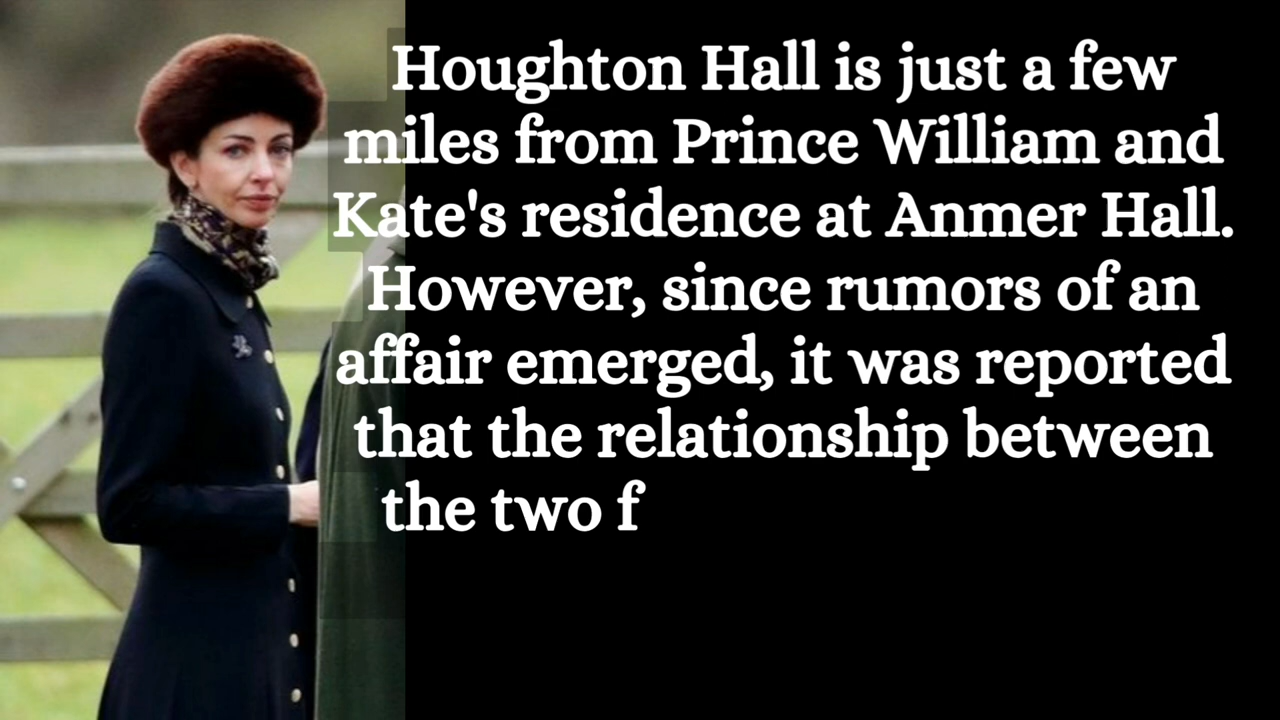 Houghton Hall is just a few
miles from Prince William and
Kate's residence at Anmer Hall.
However, since rumors of an
affair emerged, it was reported
that the relationship between
the two f